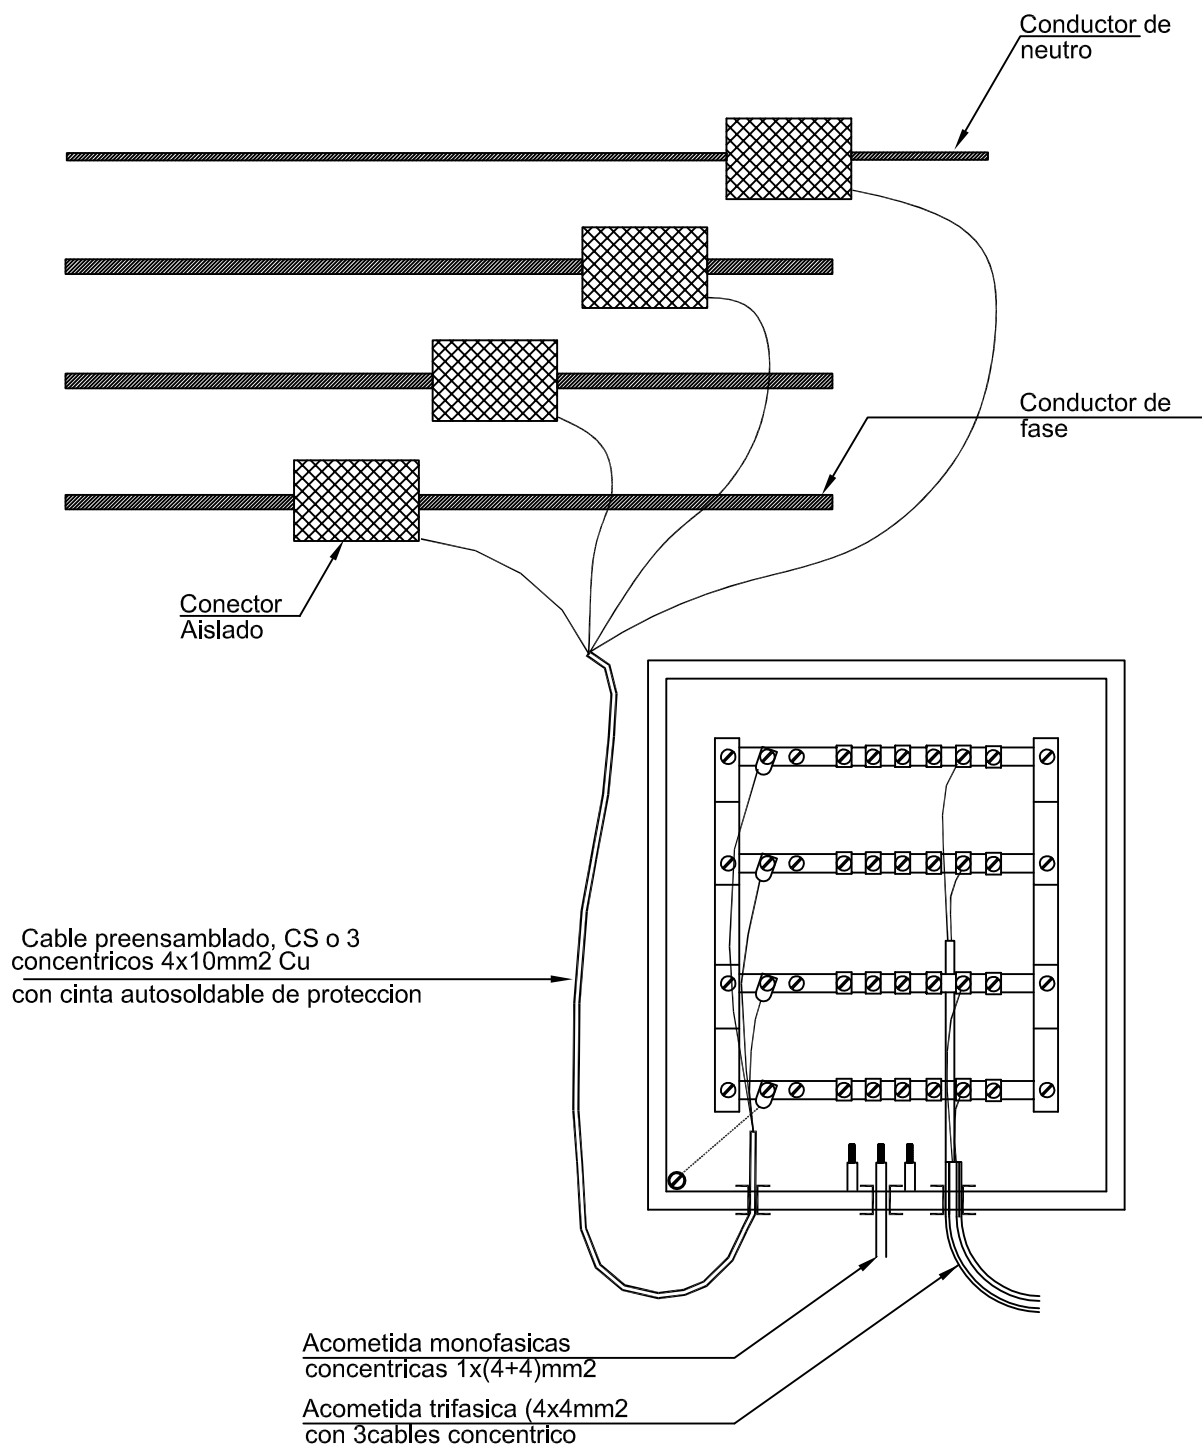 Conductor de
neutro
Conductor de
fase
Conector
Aislado
Cable preensamblado, CS o 3
concentricos 4x10mm2 Cu
con cinta autosoldable de proteccion
Acometida monofasicas
concentricas 1x(4+4)mm2
Acometida trifasica (4x4mm2
con 3cables concentrico